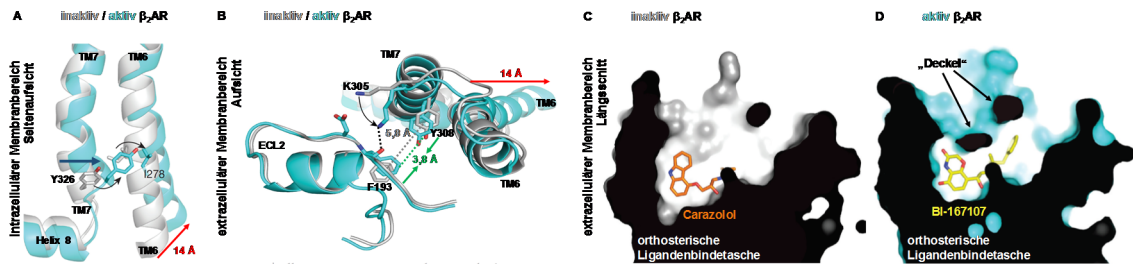 A
inaktiv / aktiv β₂AR
Intrazellulärer Membranbereich
Seitenaufsicht
TM7
TM6
Y326
I278
TM7
Helix 8
TM6
14 Å
B
inaktiv / aktiv β₂AR
extrazellulärer Membranbereich
Aufsicht
TM7
K305
14 Å
TM6
5,8 Å
Y308
ECL2
3,8 Å
F193
TM6
C
inaktiv β₂AR
extrazellulärer Membranbereich
Längsschnitt
Carazolol
orthosterische
Ligandenbindetasche
D
aktiv β₂AR
„Deckel“
BI-167107
orthosterische
Ligandenbindetasche